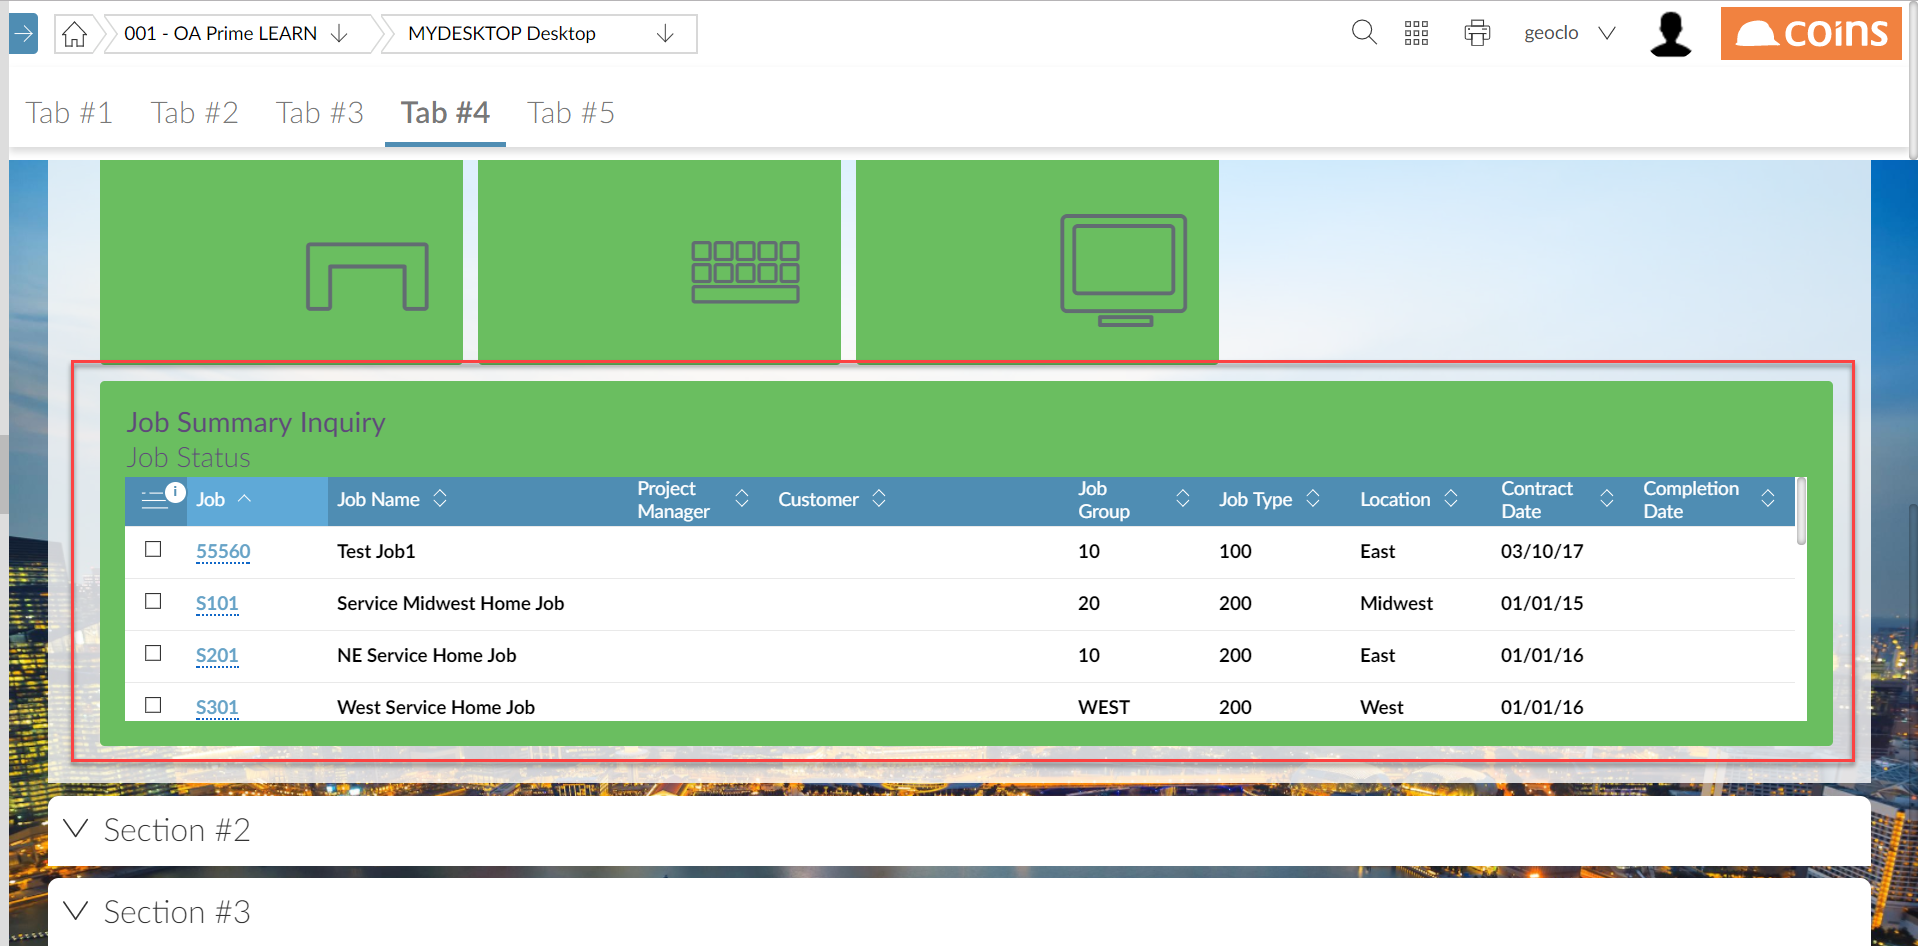 001 - OA Prime LEARN
MYDESKTOP Desktop
geoclo
coins
Tab #1 Tab #2 Tab #3 Tab #4 Tab #5
Job Summary Inquiry
Job Status
i Job Job Name Project Manager Customer Job Group Job Type Location Contract Date Completion Date
55560 Test Job1 10 100 East 03/10/17
S101 Service Midwest Home Job 20 200 Midwest 01/01/15
S201 NE Service Home Job 10 200 East 01/01/16
S301 West Service Home Job WEST 200 West 01/01/16
Section #2
Section #3